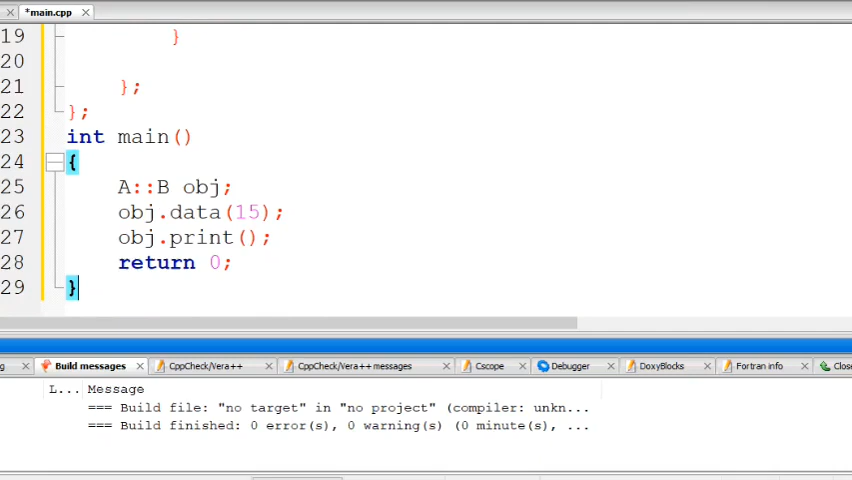 *main.cpp
19 }
20
21 };
22 };
23 int main()
24 {
25 A::B obj;
26 obj.data(15);
27 obj.print();
28 return 0;
29 }
g Build messages CppCheck/Vera++ CppCheck/Vera++ messages Cscope Debugger DoxyBlocks Fortran info Close
L... Message
=== Build file: "no target" in "no project" (compiler: unkn...
=== Build finished: 0 error(s), 0 warning(s) (0 minute(s), ...